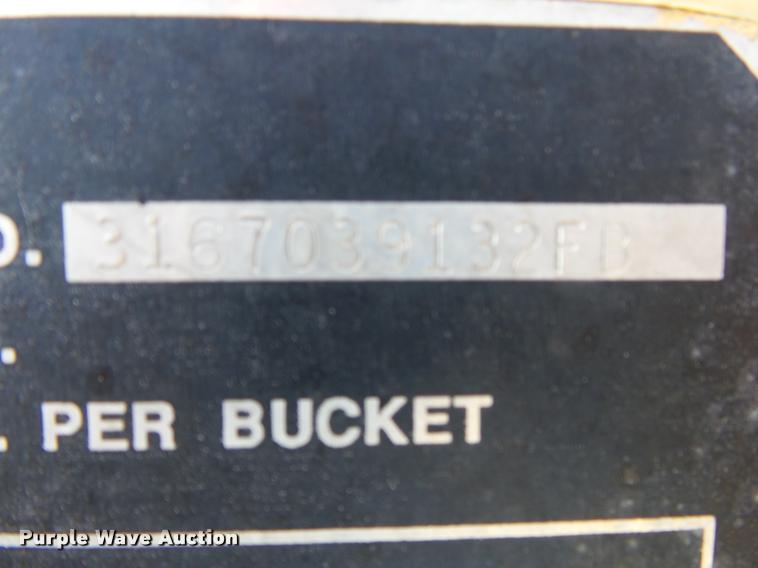 O. 3167039132FB
.
. PER BUCKET
Purple Wave Auction